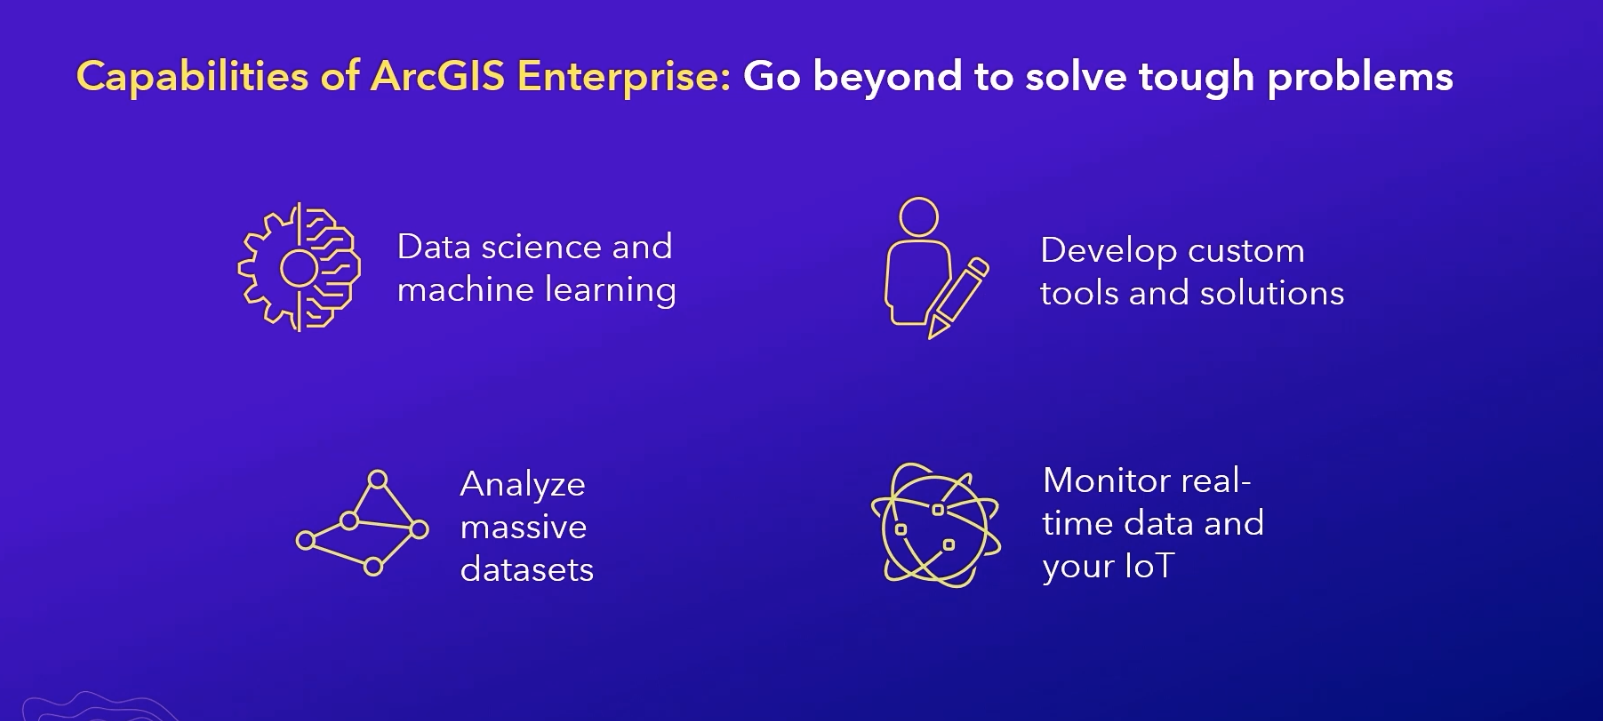 Capabilities of ArcGIS Enterprise: Go beyond to solve tough problems
Data science and
machine learning
Develop custom
tools and solutions
Analyze
massive
datasets
Monitor real-
time data and
your IoT